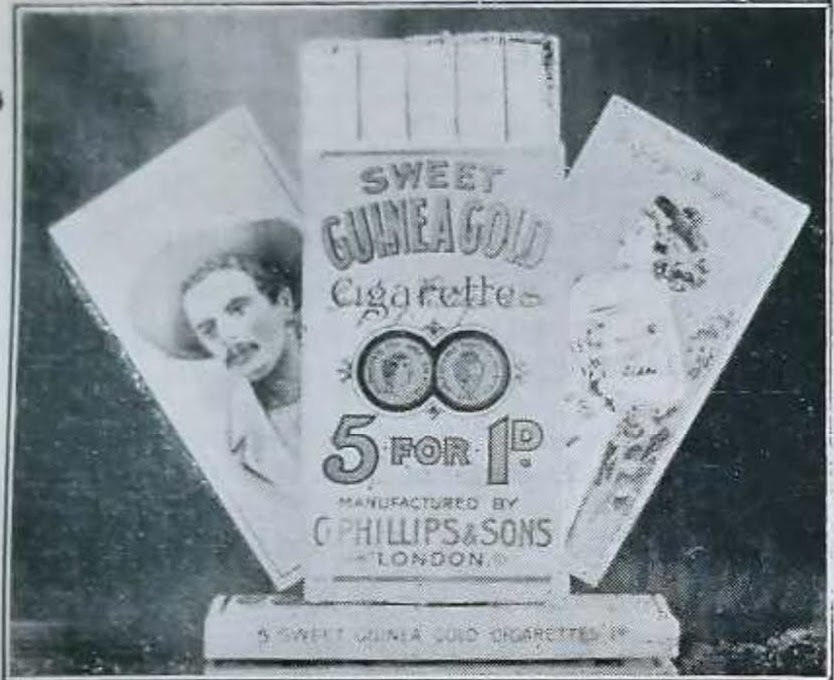 SWEET
GUINEA GOLD
Cigarettes
5 FOR 1D.
MANUFACTURED BY
G PHILLIPS & SONS
LONDON.
5 SWEET GUINEA GOLD CIGARETTES 1D